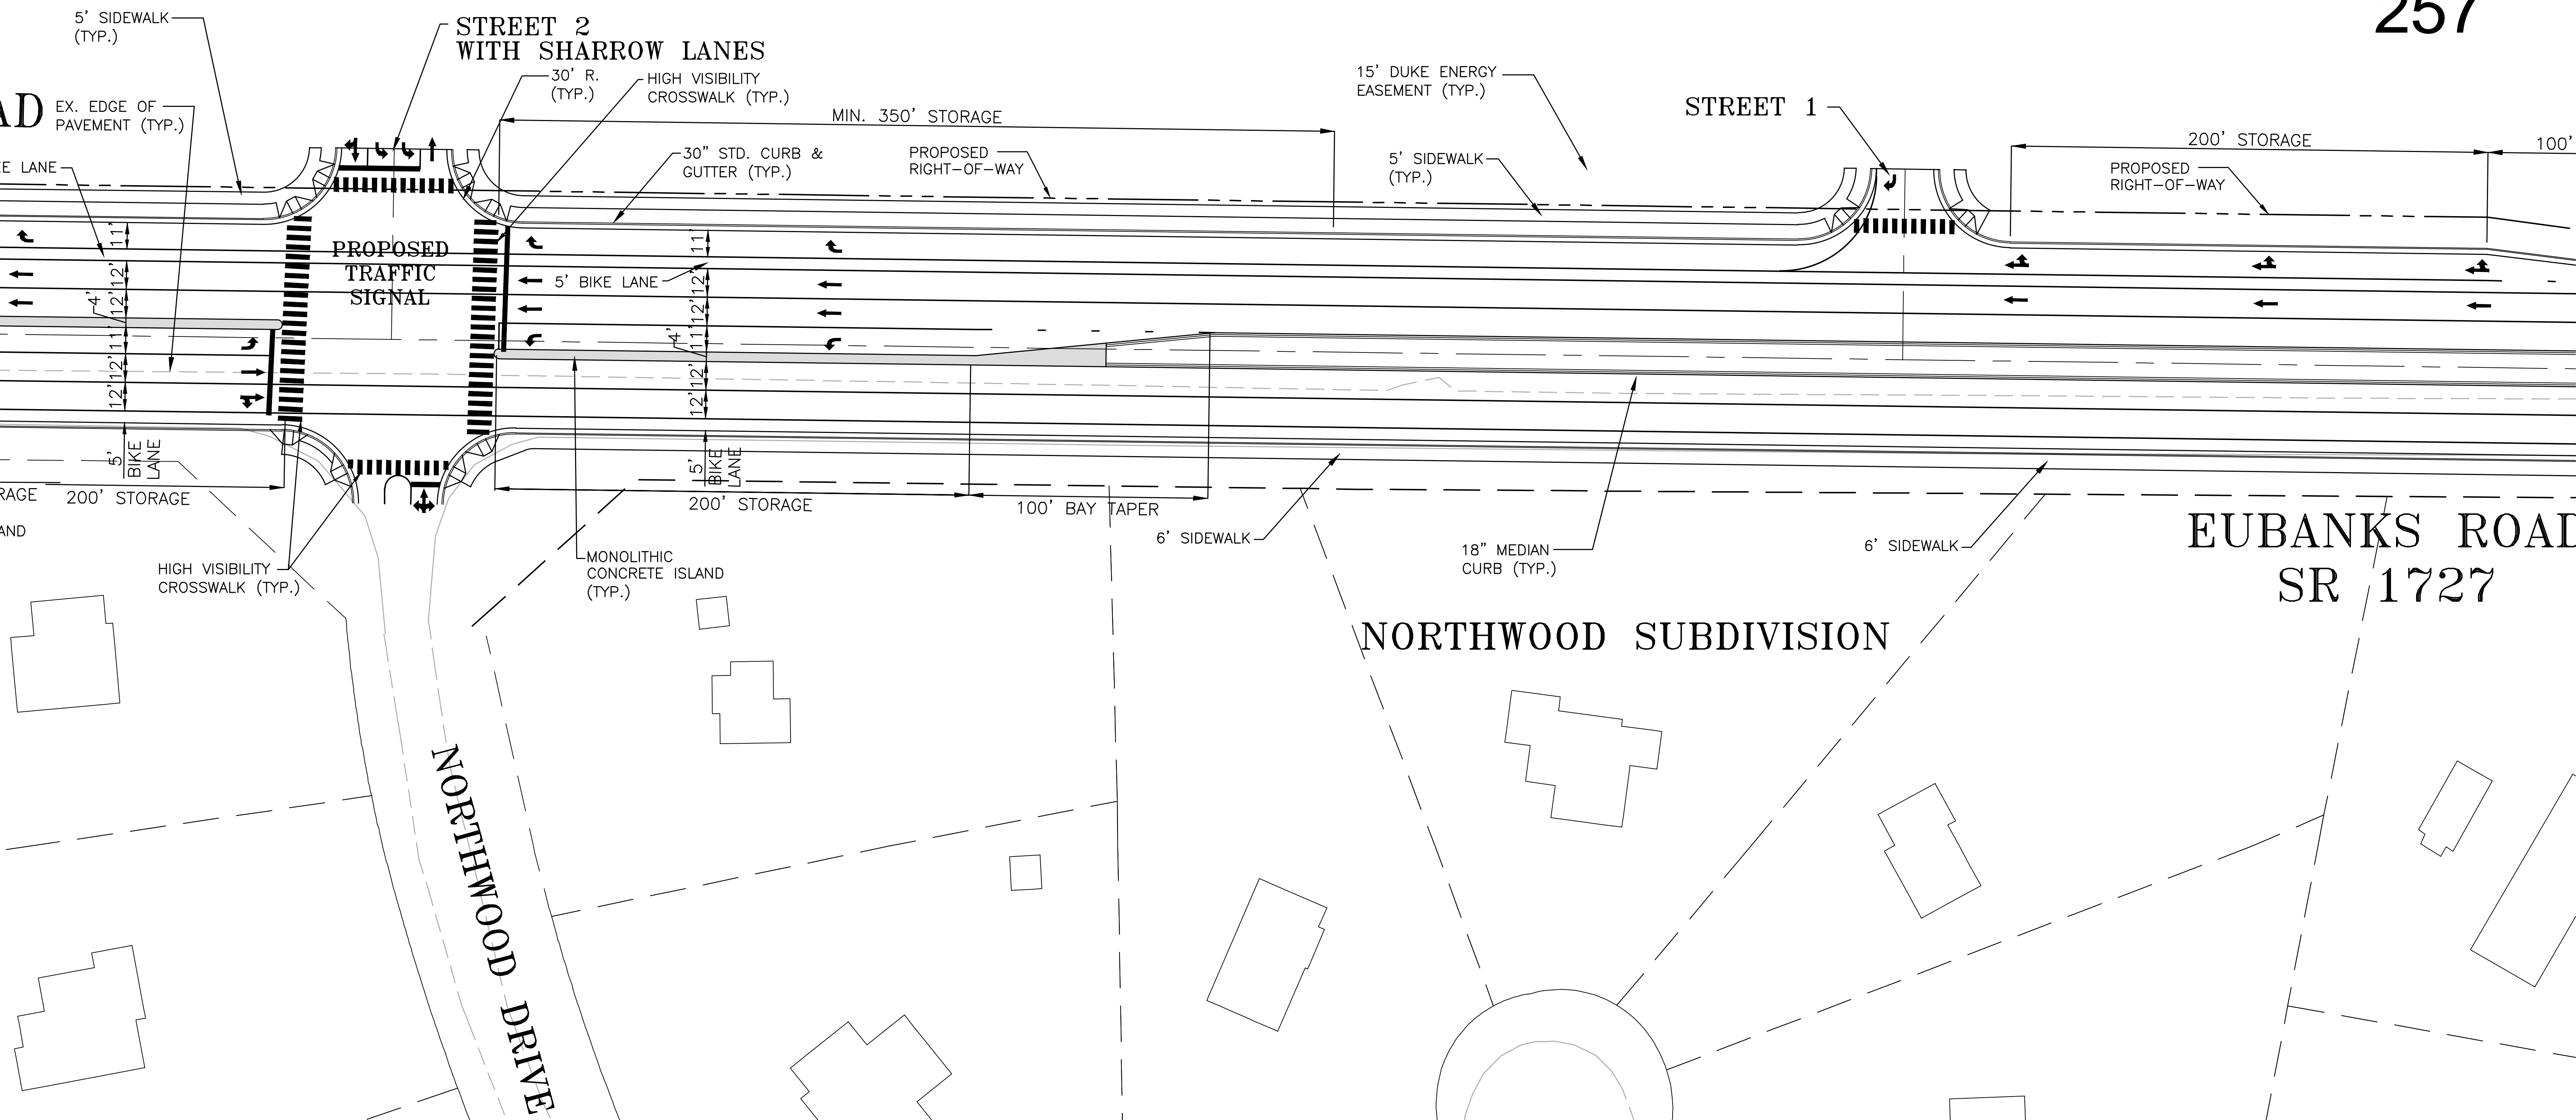 257
5' SIDEWALK
(TYP.)
STREET 2
WITH SHARROW LANES
30' R.
(TYP.)
HIGH VISIBILITY
CROSSWALK (TYP.)
AD
EX. EDGE OF
PAVEMENT (TYP.)
MIN. 350' STORAGE
15' DUKE ENERGY
EASEMENT (TYP.)
STREET 1
200' STORAGE
100'
30" STD. CURB &
GUTTER (TYP.)
PROPOSED
RIGHT-OF-WAY
5' SIDEWALK
(TYP.)
PROPOSED
RIGHT-OF-WAY
E LANE
11'
12'
12'
4'
11'
12'
12'
5'
BIKE
LANE
PROPOSED
TRAFFIC
SIGNAL
5' BIKE LANE
11'
12'
12'
4'
11'
12'
12'
5'
BIKE
LANE
RAGE
200' STORAGE
200' STORAGE
100' BAY TAPER
AND
6' SIDEWALK
18" MEDIAN
CURB (TYP.)
6' SIDEWALK
EUBANKS ROAD
SR 1727
HIGH VISIBILITY
CROSSWALK (TYP.)
MONOLITHIC
CONCRETE ISLAND
(TYP.)
NORTHWOOD SUBDIVISION
NORTHWOOD DRIVE